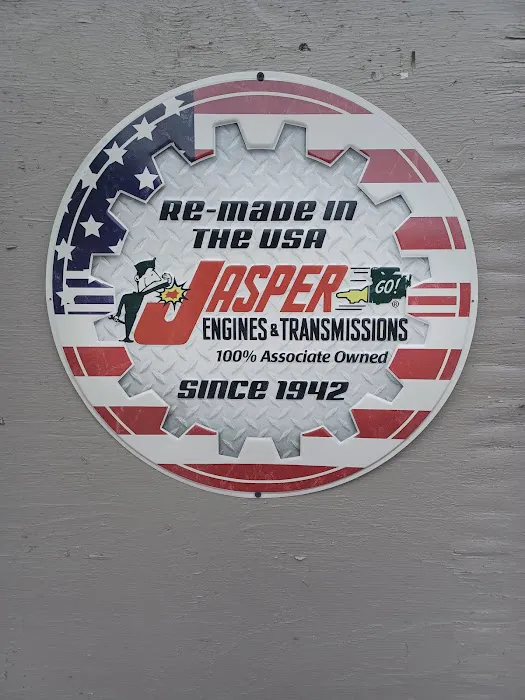 RE-MADE IN
THE USA
JASPER GO!®
ENGINES & TRANSMISSIONS
100% Associate Owned
SINCE 1942